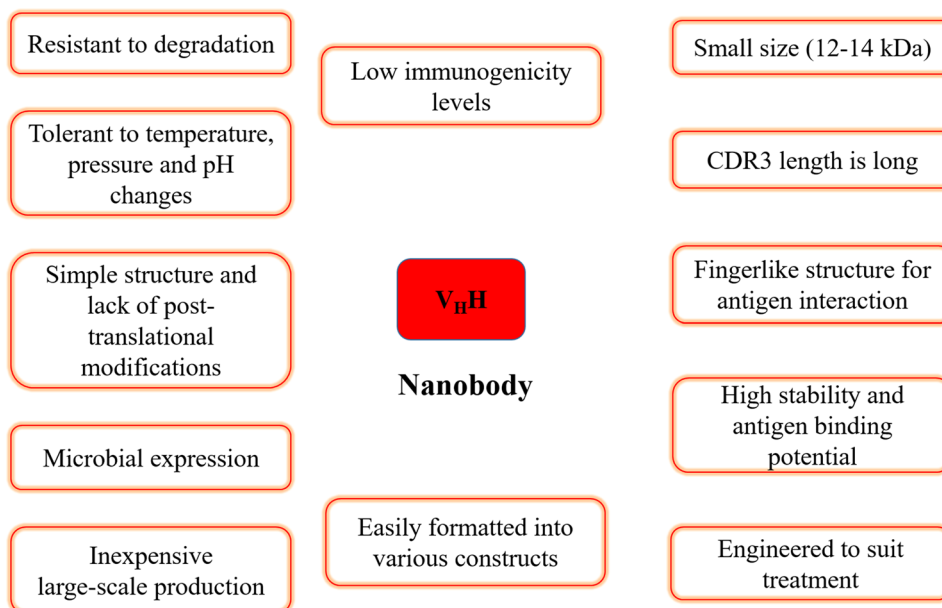 Resistant to degradation
Tolerant to temperature,
pressure and pH
changes
Simple structure and
lack of post-
translational
modifications
Microbial expression
Inexpensive
large-scale production
Low immunogenicity
levels
VHH
Nanobody
Easily formatted into
various constructs
Small size (12-14 kDa)
CDR3 length is long
Fingerlike structure for
antigen interaction
High stability and
antigen binding
potential
Engineered to suit
treatment